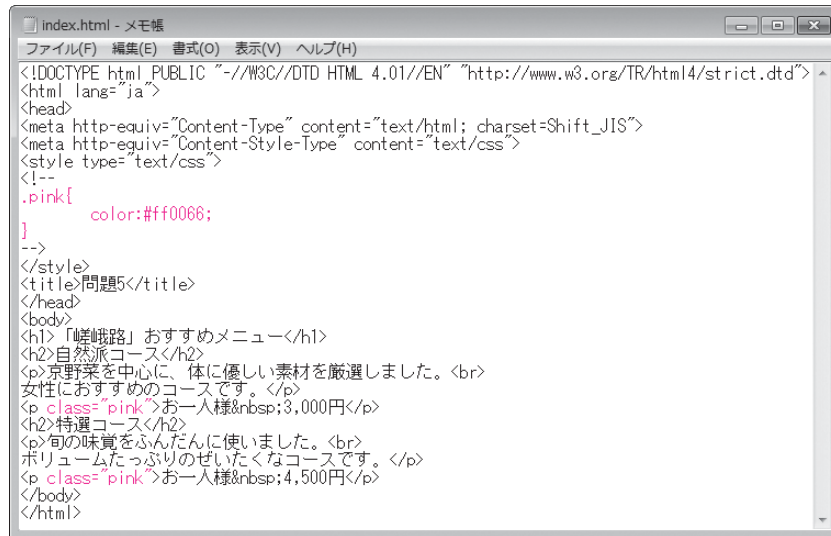 index.html - メモ帳
ファイル(F) 編集(E) 書式(O) 表示(V) ヘルプ(H)
<!DOCTYPE html PUBLIC "-//W3C//DTD HTML 4.01//EN" "http://www.w3.org/TR/html4/strict.dtd">
<html lang="ja">
<head>
<meta http-equiv="Content-Type" content="text/html; charset=Shift_JIS">
<meta http-equiv="Content-Style-Type" content="text/css">
<style type="text/css">
<!--
.pink{
        color:#ff0066;
}
-->
</style>
<title>問題5</title>
</head>
<body>
<h1>「嵯峨路」おすすめメニュー</h1>
<h2>自然派コース</h2>
<p>京野菜を中心に、体に優しい素材を厳選しました。<br>
女性におすすめのコースです。</p>
<p class="pink">お一人様&nbsp;3,000円</p>
<h2>特選コース</h2>
<p>旬の味覚をふんだんに使いました。<br>
ボリュームたっぷりのぜいたくなコースです。</p>
<p class="pink">お一人様&nbsp;4,500円</p>
</body>
</html>